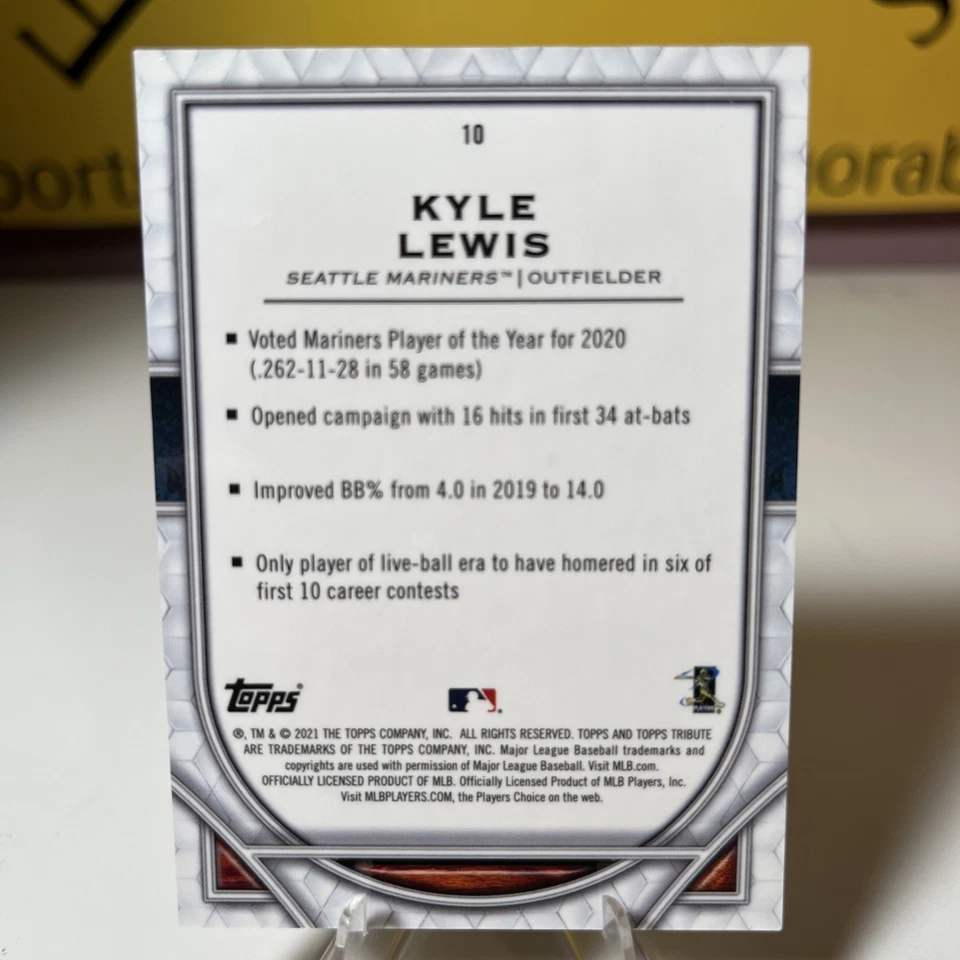 port
orab
10
KYLE
LEWIS
SEATTLE MARINERS™ | OUTFIELDER
▪ Voted Mariners Player of the Year for 2020
(.262-11-28 in 58 games)
▪ Opened campaign with 16 hits in first 34 at-bats
▪ Improved BB% from 4.0 in 2019 to 14.0
▪ Only player of live-ball era to have homered in six of
first 10 career contests
topps®
®, TM & © 2021 THE TOPPS COMPANY, INC. ALL RIGHTS RESERVED. TOPPS AND TOPPS TRIBUTE
ARE TRADEMARKS OF THE TOPPS COMPANY, INC. Major League Baseball trademarks and
copyrights are used with permission of Major League Baseball. Visit MLB.com.
OFFICIALLY LICENSED PRODUCT OF MLB. Officially Licensed Product of MLB Players, Inc.
Visit MLBPLAYERS.COM, the Players Choice on the web.